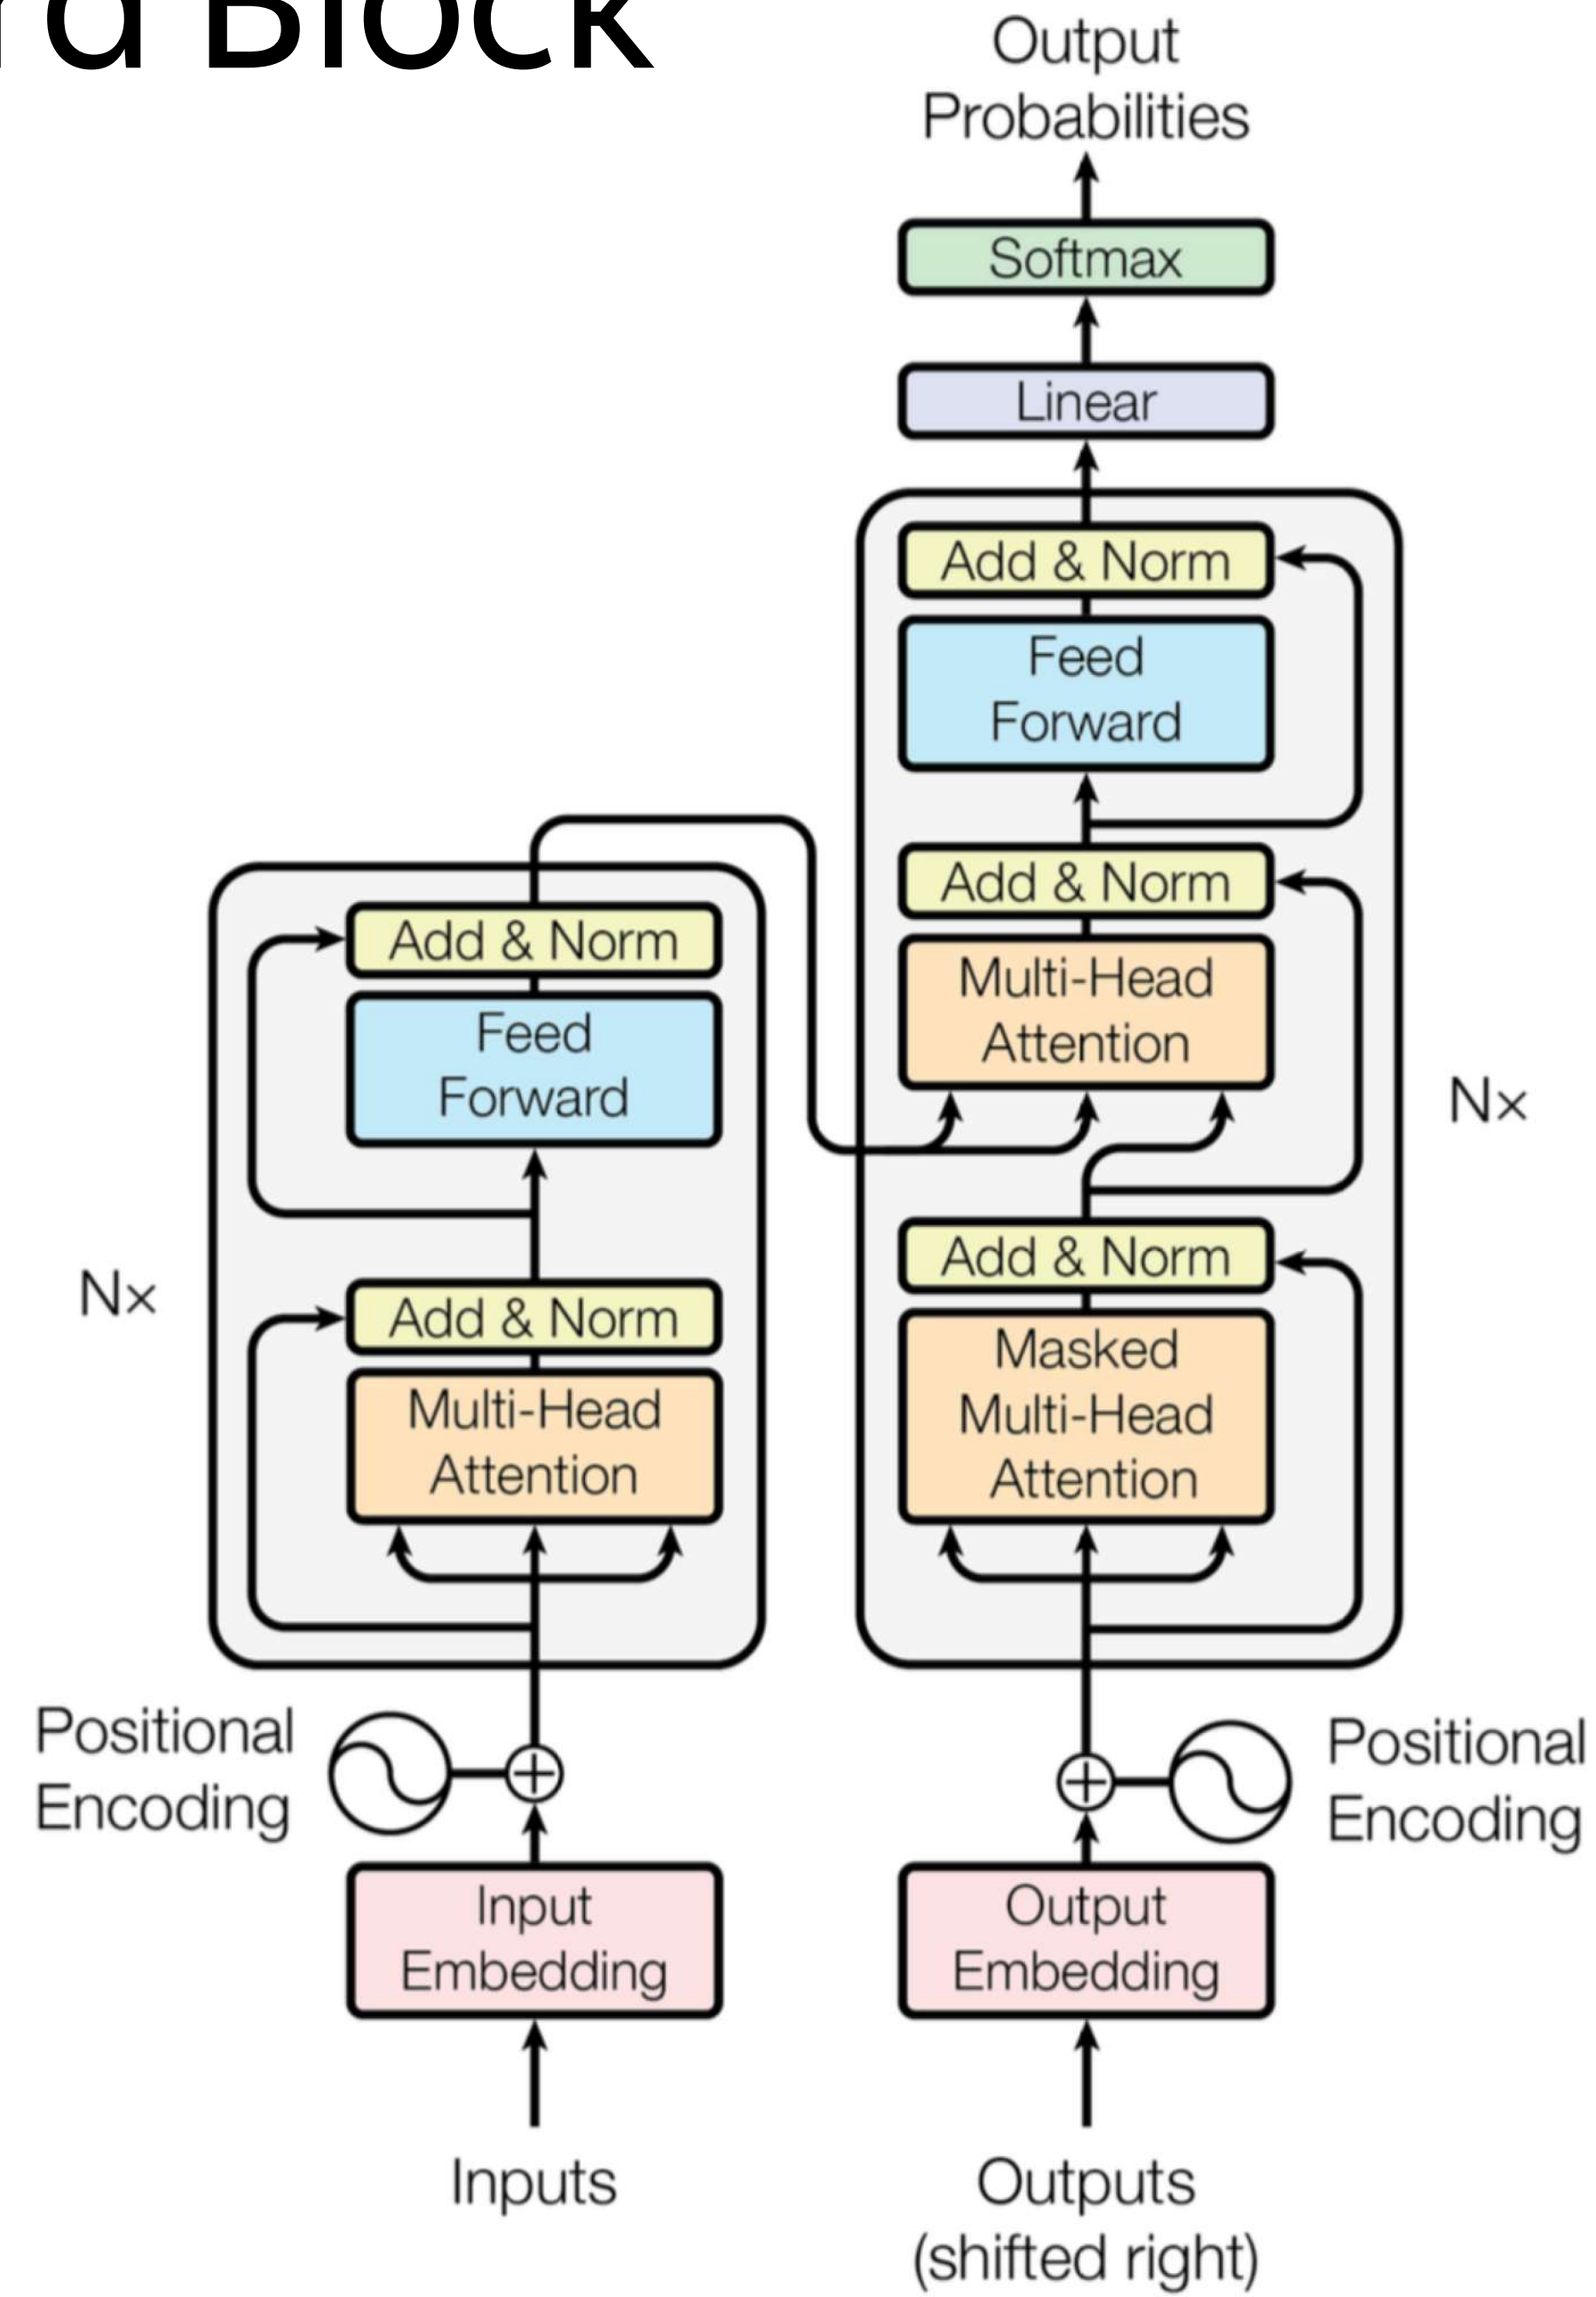 rd Block
Output
Probabilities
Softmax
Linear
Add & Norm
Feed
Forward
Add & Norm
Multi-Head
Attention
Nx
Add & Norm
Masked
Multi-Head
Attention
Add & Norm
Feed
Forward
Nx
Add & Norm
Multi-Head
Attention
Positional
Encoding
Positional
Encoding
Input
Embedding
Output
Embedding
Inputs
Outputs
(shifted right)